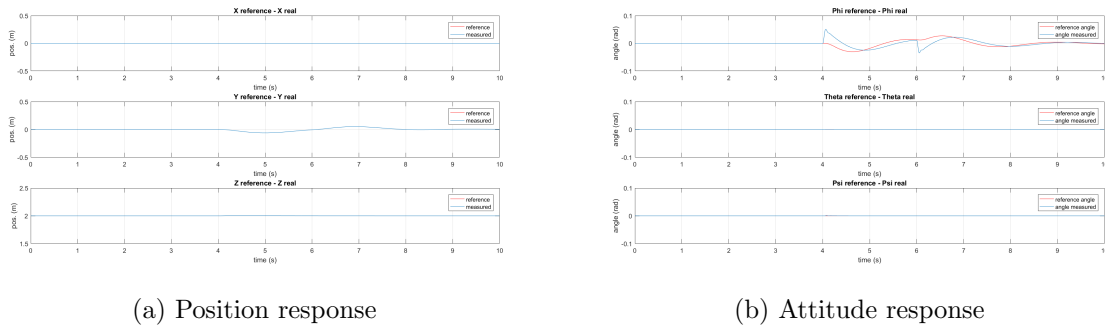 X reference - X real
pos. (m)
0.5
0
-0.5
reference
measured
0 1 2 3 4 5 6 7 8 9 10
time (s)
Y reference - Y real
pos. (m)
0.5
0
-0.5
reference
measured
0 1 2 3 4 5 6 7 8 9 10
time (s)
Z reference - Z real
pos. (m)
2.5
2
1.5
reference
measured
0 1 2 3 4 5 6 7 8 9 10
time (s)
(a) Position response
Phi reference - Phi real
angle (rad)
0.1
0
-0.1
reference angle
angle measured
0 1 2 3 4 5 6 7 8 9 10
time (s)
Theta reference - Theta real
angle (rad)
0.1
0
-0.1
reference angle
angle measured
0 1 2 3 4 5 6 7 8 9 10
time (s)
Psi reference - Psi real
angle (rad)
0.1
0
-0.1
reference angle
angle measured
0 1 2 3 4 5 6 7 8 9 10
time (s)
(b) Attitude response